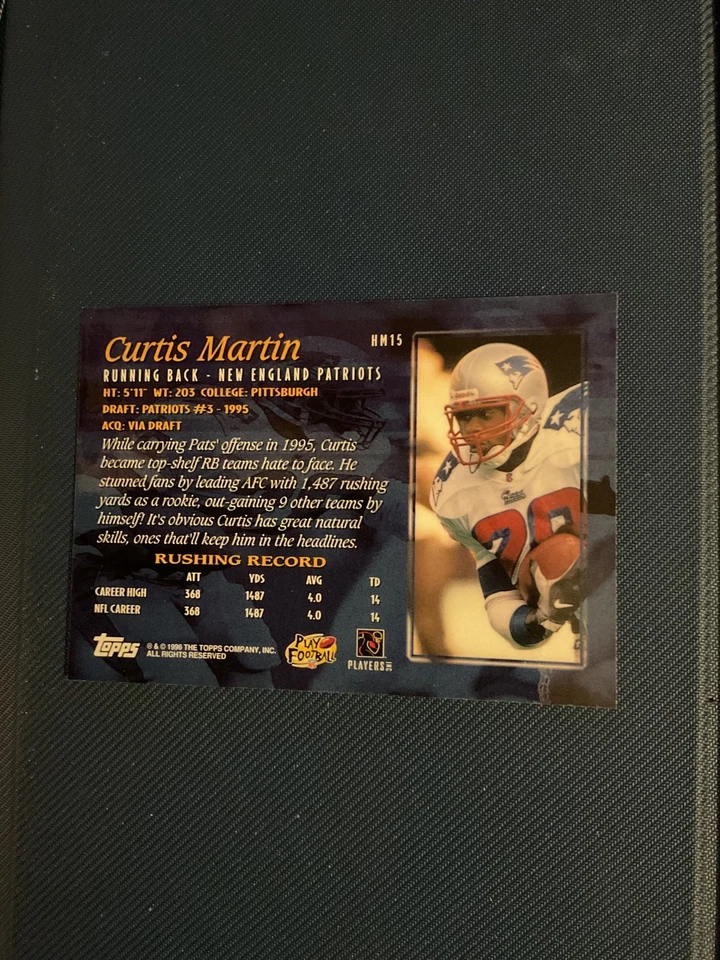 Curtis Martin
HM15
RUNNING BACK - NEW ENGLAND PATRIOTS
HT: 5'11" WT: 203 COLLEGE: PITTSBURGH
DRAFT: PATRIOTS #3 - 1995
ACQ: VIA DRAFT
While carrying Pats' offense in 1995, Curtis
became top-shelf RB teams hate to face. He
stunned fans by leading AFC with 1,487 rushing
yards as a rookie, out-gaining 9 other teams by
himself! It's obvious Curtis has great natural
skills, ones that'll keep him in the headlines.
RUSHING RECORD
ATT YDS AVG TD
CAREER HIGH 368 1487 4.0 14
NFL CAREER 368 1487 4.0 14
Topps
® & © 1996 THE TOPPS COMPANY, INC.
ALL RIGHTS RESERVED
PLAY
FOOTBALL
PLAYERS INC
28